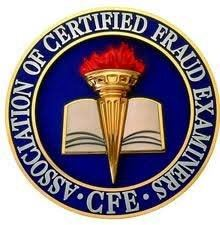 ASSOCIATION OF CERTIFIED FRAUD EXAMINERS
· CFE ·